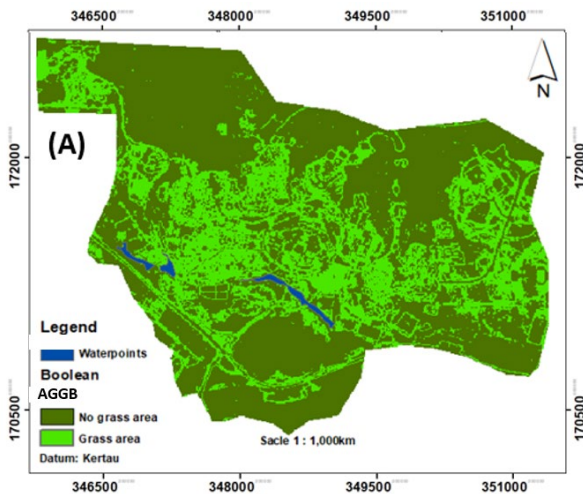 346500 348000 349500 351000
N
(A)
172000
172000
Legend
Waterpoints
Boolean
AGGB
No grass area
Grass area
Sacle 1 : 1,000km
Datum: Kertau
170500
170500
346500 348000 349500 351000